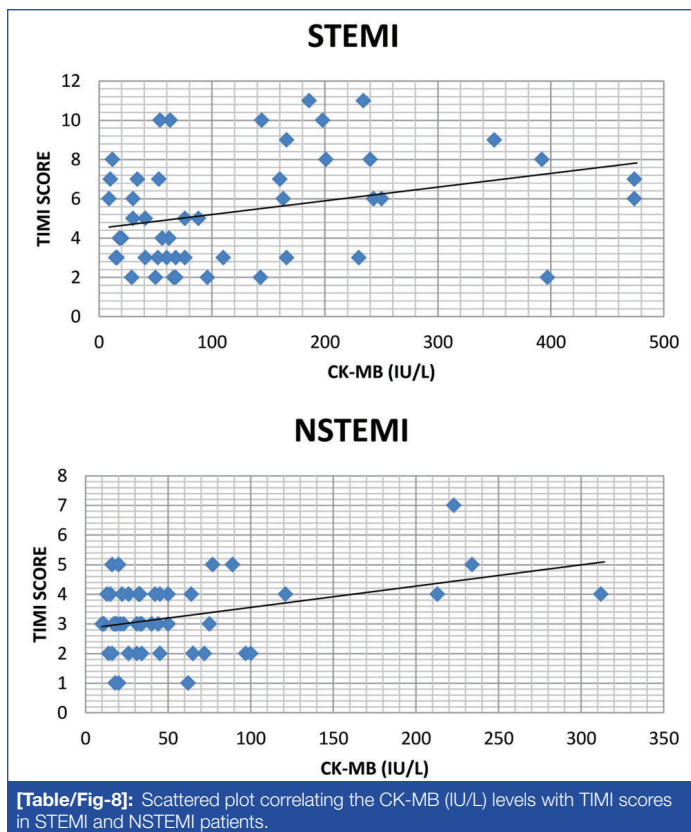 STEMI
12
10
8
6
4
2
0
TIMI SCORE
0 100 200 300 400 500
CK-MB (IU/L)
NSTEMI
8
7
6
5
4
3
2
1
0
TIMI SCORE
0 50 100 150 200 250 300 350
CK-MB (IU/L)
[Table/Fig-8]: Scattered plot correlating the CK-MB (IU/L) levels with TIMI scores
in STEMI and NSTEMI patients.